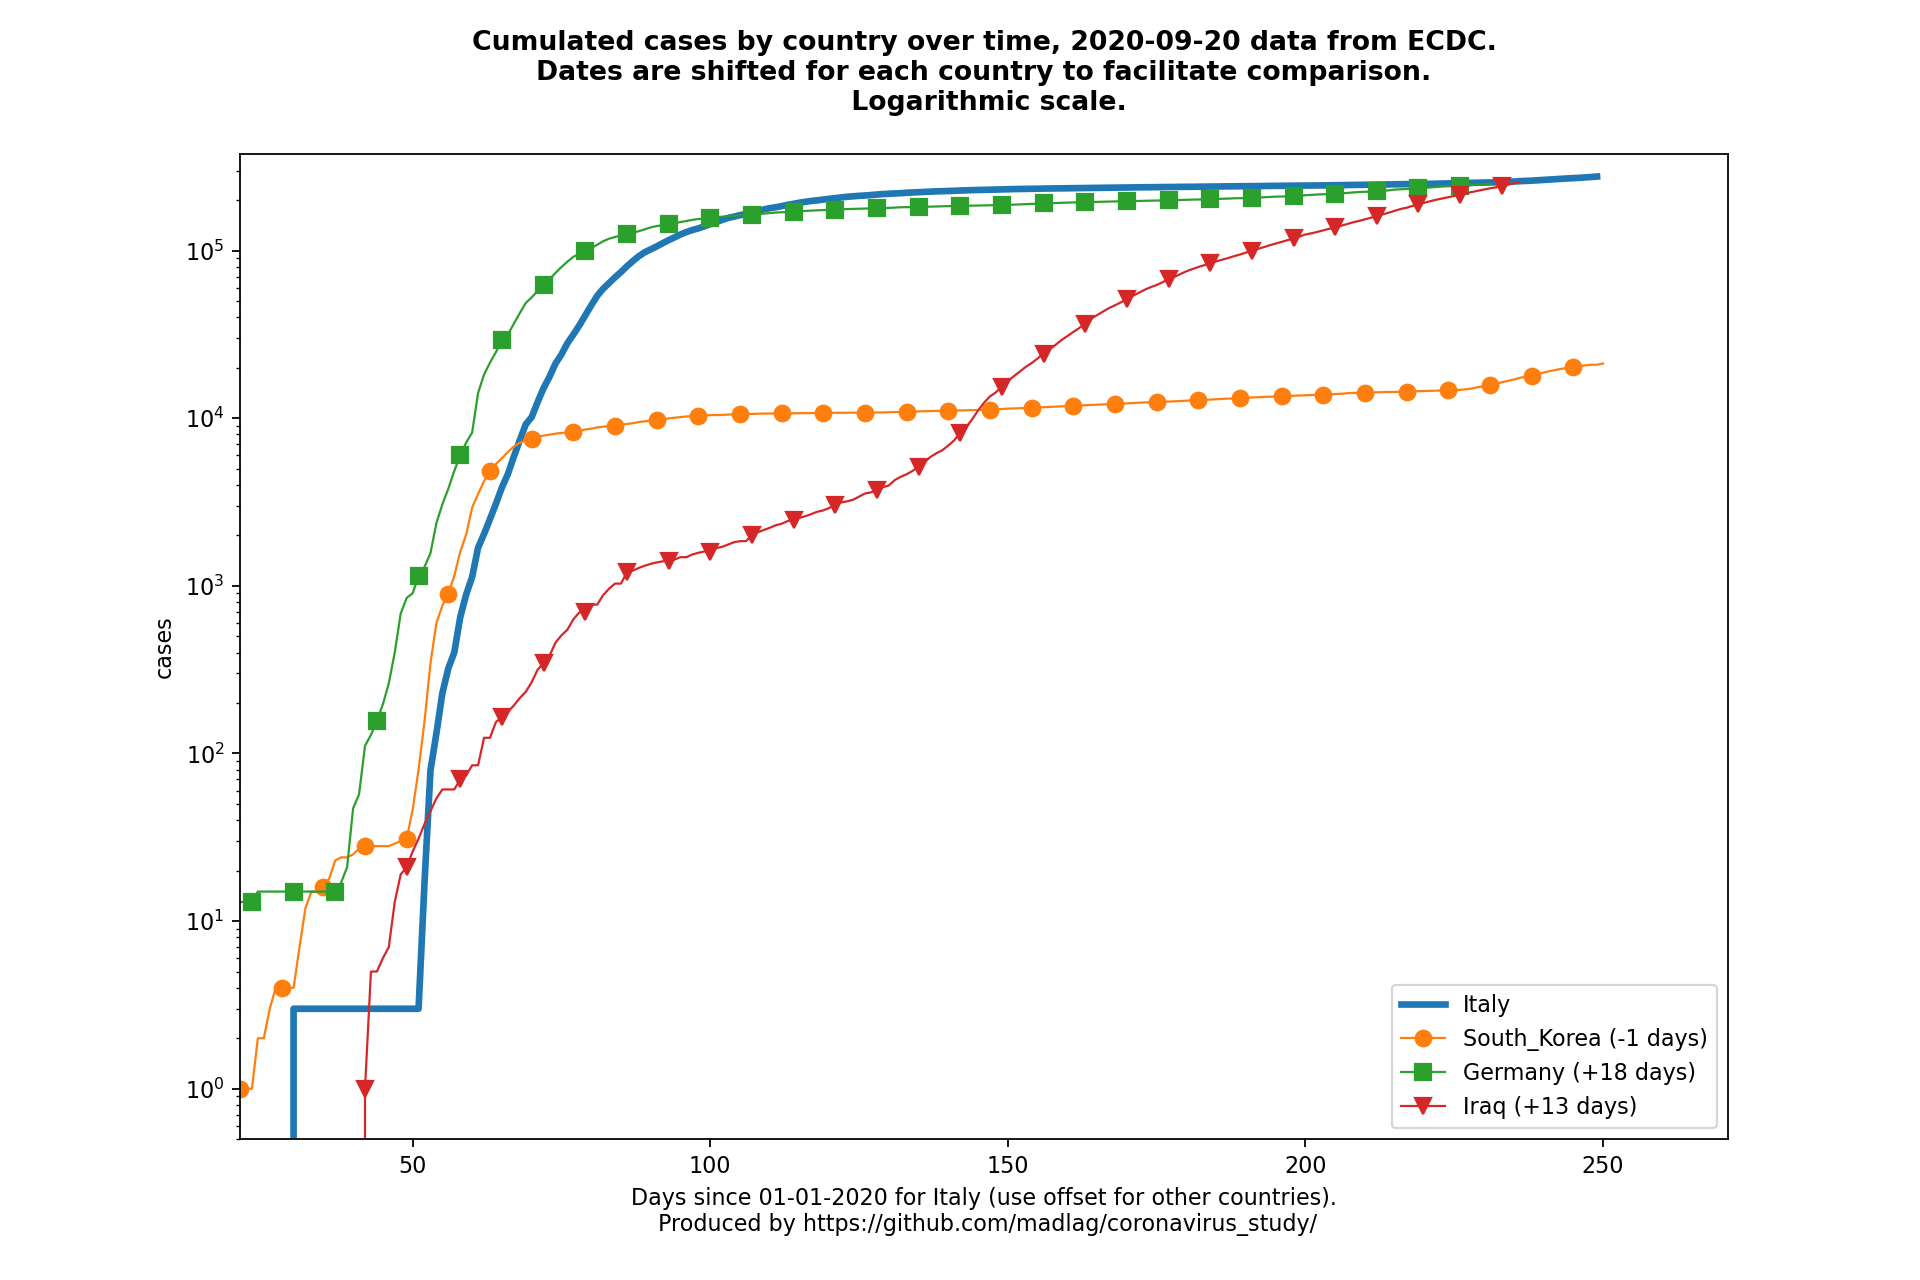 Cumulated cases by country over time, 2020-09-20 data from ECDC.
Dates are shifted for each country to facilitate comparison.
Logarithmic scale.
10^5
10^4
10^3
10^2
10^1
10^0
cases
Italy
South_Korea (-1 days)
Germany (+18 days)
Iraq (+13 days)
50 100 150 200 250
Days since 01-01-2020 for Italy (use offset for other countries).
Produced by https://github.com/madlag/coronavirus_study/